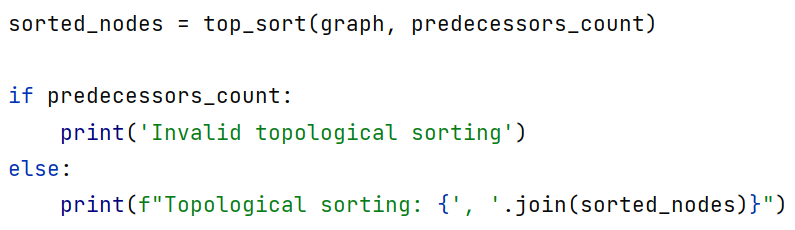 sorted_nodes = top_sort(graph, predecessors_count)

if predecessors_count:
    print('Invalid topological sorting')
else:
    print(f"Topological sorting: {', '.join(sorted_nodes)}")